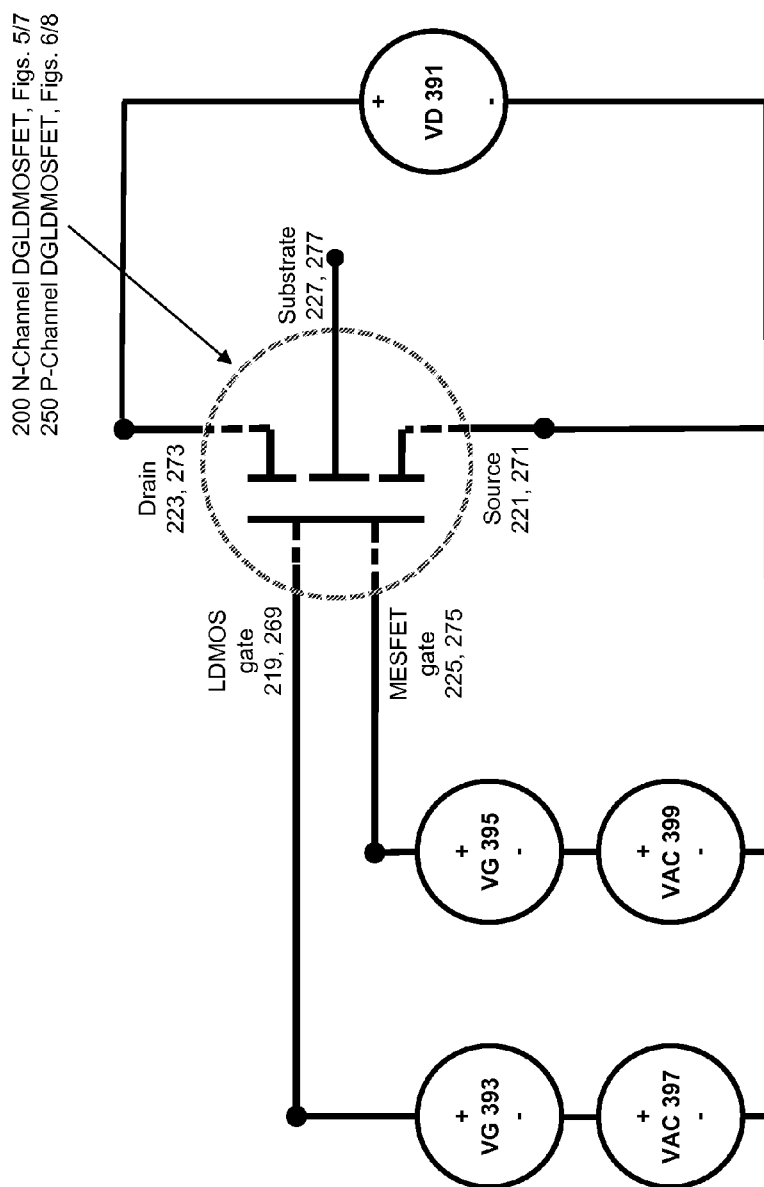 200 N-Channel DGLDMOSFET, Figs. 5/7
250 P-Channel DGLDMOSFET, Figs. 6/8
+
VD 391
-
Substrate
227, 277
Drain
223, 273
Source
221, 271
LDMOS
gate
219, 269
MESFET
gate
225, 275
+
VG 395
-
+
VAC 399
-
+
VG 393
-
+
VAC 397
-